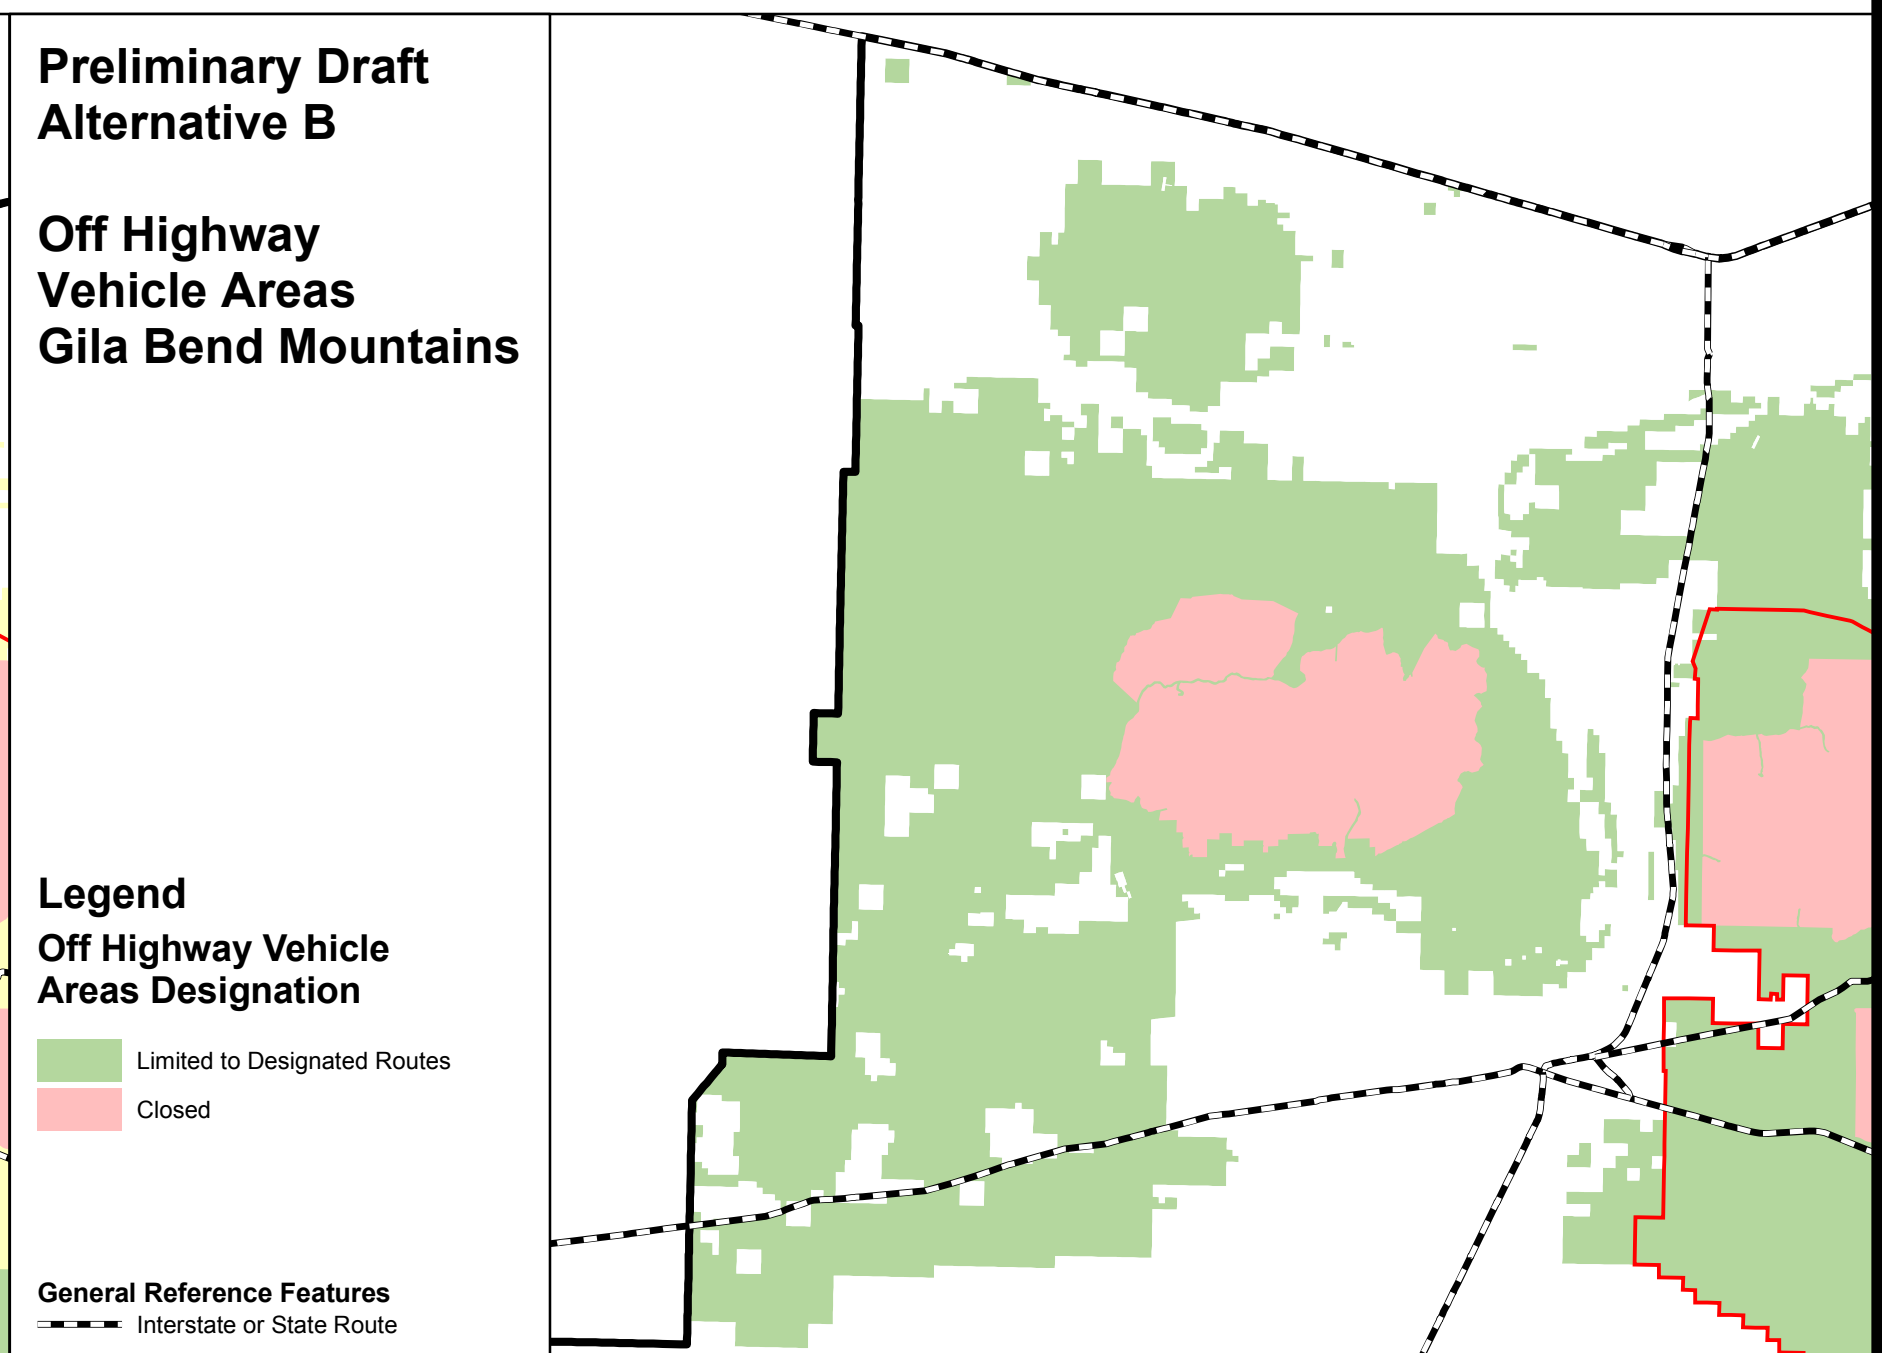 Preliminary Draft
Alternative B
Off Highway
Vehicle Areas
Gila Bend Mountains
Legend
Off Highway Vehicle
Areas Designation
Limited to Designated Routes
Closed
General Reference Features
Interstate or State Route